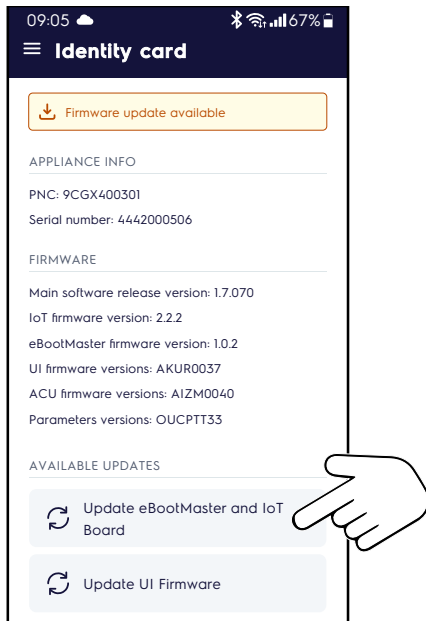 09:05 67%
Identity card
Firmware update available
APPLIANCE INFO
PNC: 9CGX400301
Serial number: 4442000506
FIRMWARE
Main software release version: 1.7.070
IoT firmware version: 2.2.2
eBootMaster firmware version: 1.0.2
UI firmware versions: AKUR0037
ACU firmware versions: AIZM0040
Parameters versions: OUCPTT33
AVAILABLE UPDATES
Update eBootMaster and IoT
Board
Update UI Firmware